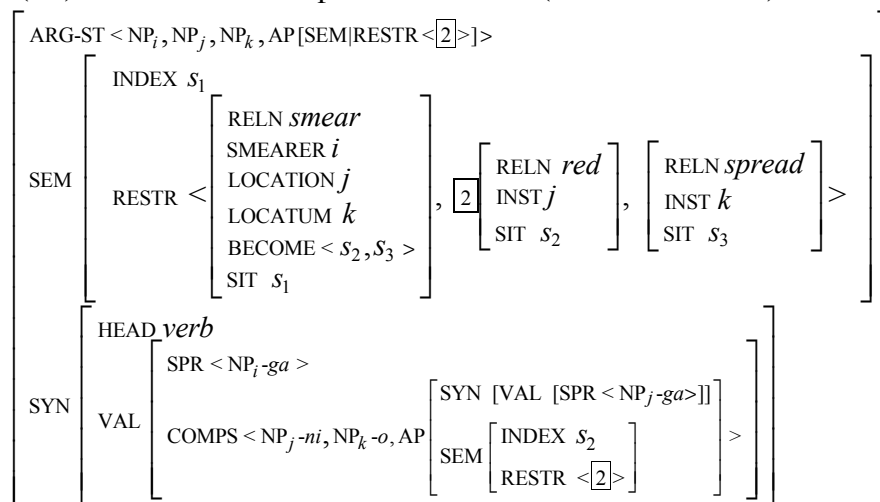 ARG-ST < NP_i, NP_j, NP_k, AP[SEM|RESTR <[2]>]>
SEM
INDEX s_1
RESTR <
RELN smear
SMEARER i
LOCATION j
LOCATUM k
BECOME < s_2, s_3 >
SIT s_1
, [2]
RELN red
INST j
SIT s_2
,
RELN spread
INST k
SIT s_3
>
SYN
HEAD verb
VAL
SPR < NP_i-ga >
COMPS < NP_j-ni, NP_k-o, AP
SYN [VAL [SPR < NP_j-ga>]]
SEM
INDEX s_2
RESTR <[2]>
>